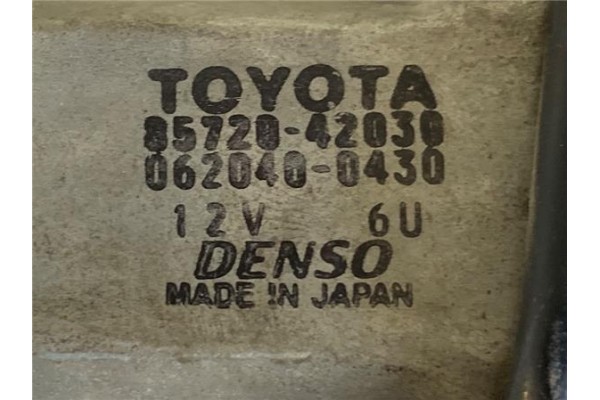 TOYOTA
85720-42030
062040-0430
12V 6U
DENSO
MADE IN JAPAN